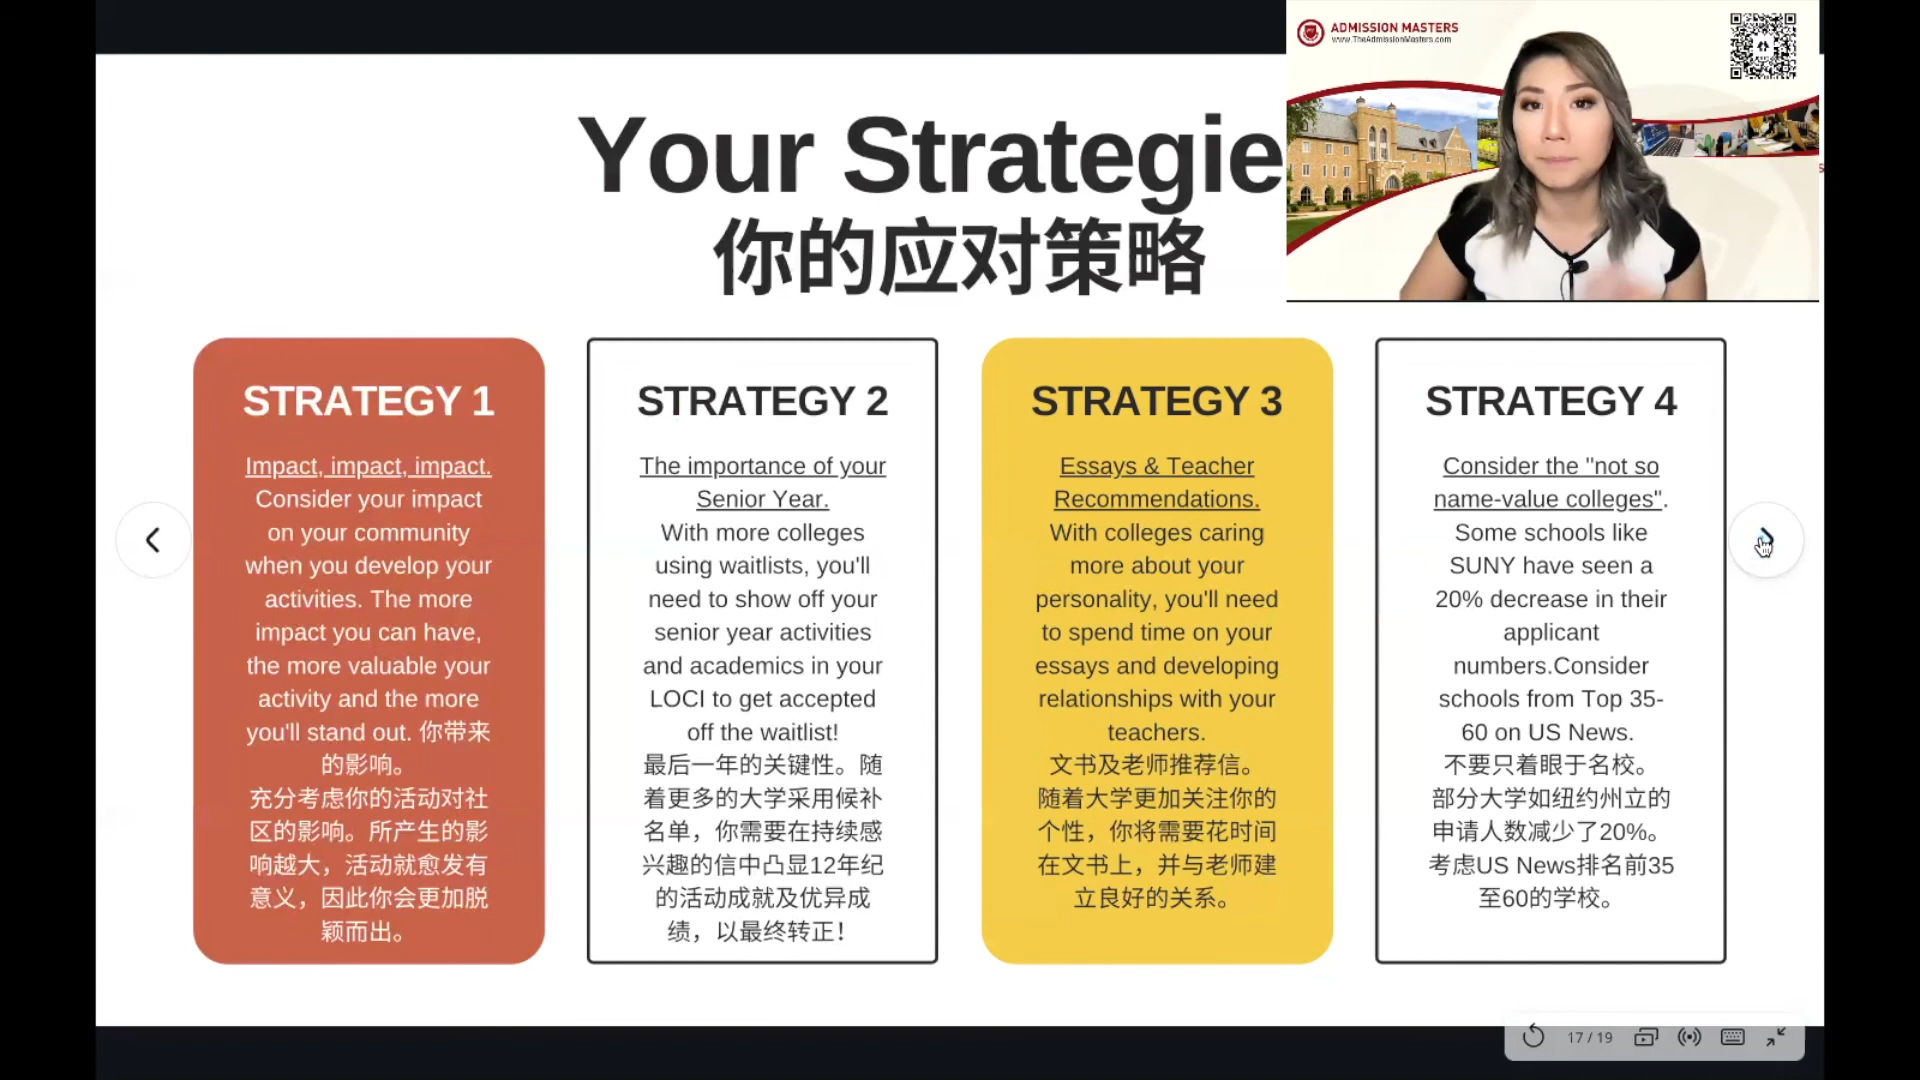 ADMISSION MASTERS
www.TheAdmissionMasters.com
Your Strategie
你的应对策略
STRATEGY 1
Impact, impact, impact.
Consider your impact
on your community
when you develop your
activities. The more
impact you can have,
the more valuable your
activity and the more
you'll stand out. 你带来
的影响。
充分考虑你的活动对社
区的影响。所产生的影
响越大，活动就愈发有
意义，因此你会更加脱
颖而出。
STRATEGY 2
The importance of your
Senior Year.
With more colleges
using waitlists, you'll
need to show off your
senior year activities
and academics in your
LOCI to get accepted
off the waitlist!
最后一年的关键性。随
着更多的大学采用候补
名单，你需要在持续感
兴趣的信中凸显12年纪
的活动成就及优异成
绩，以最终转正！
STRATEGY 3
Essays & Teacher
Recommendations.
With colleges caring
more about your
personality, you'll need
to spend time on your
essays and developing
relationships with your
teachers.
文书及老师推荐信。
随着大学更加关注你的
个性，你将需要花时间
在文书上，并与老师建
立良好的关系。
STRATEGY 4
Consider the "not so
name-value colleges".
Some schools like
SUNY have seen a
20% decrease in their
applicant
numbers.Consider
schools from Top 35-
60 on US News.
不要只着眼于名校。
部分大学如纽约州立的
申请人数减少了20%。
考虑US News排名前35
至60的学校。
17 / 19